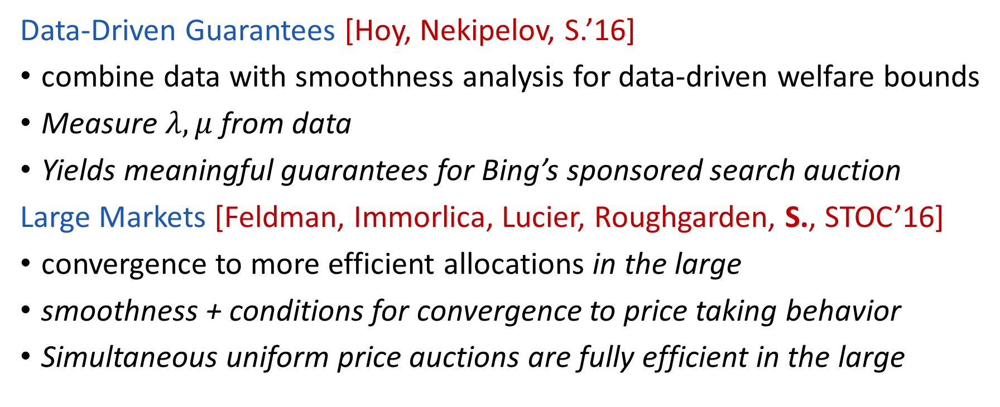 Data-Driven Guarantees [Hoy, Nekipelov, S.’16]
• combine data with smoothness analysis for data-driven welfare bounds
• Measure λ, μ from data
• Yields meaningful guarantees for Bing’s sponsored search auction
Large Markets [Feldman, Immorlica, Lucier, Roughgarden, S., STOC’16]
• convergence to more efficient allocations in the large
• smoothness + conditions for convergence to price taking behavior
• Simultaneous uniform price auctions are fully efficient in the large